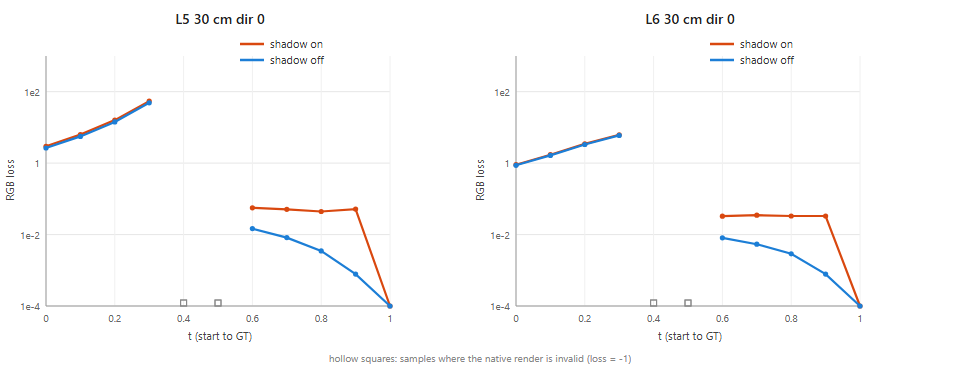 L5 30 cm dir 0
shadow on
shadow off
1e2
1
1e-2
1e-4
RGB loss
0
0.2
0.4
0.6
0.8
1
t (start to GT)
L6 30 cm dir 0
shadow on
shadow off
1e2
1
1e-2
1e-4
RGB loss
0
0.2
0.4
0.6
0.8
1
t (start to GT)
hollow squares: samples where the native render is invalid (loss = -1)